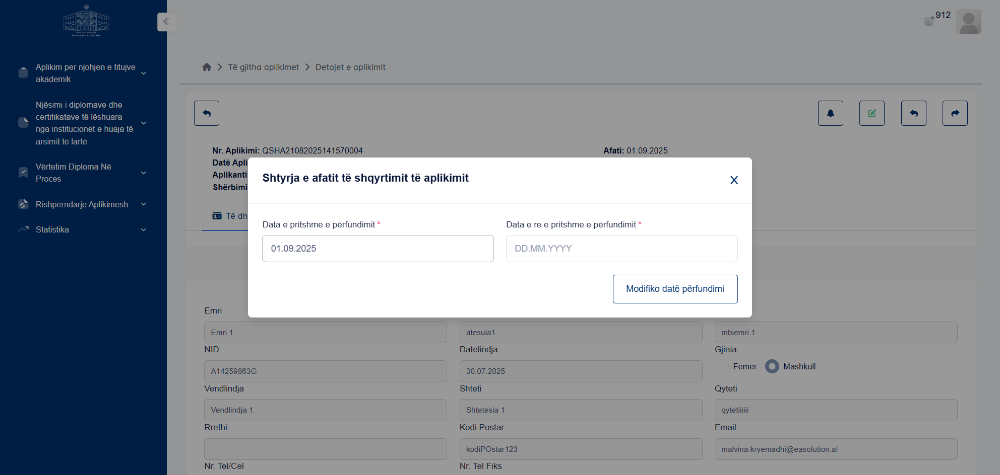 MINISTRIA E ARSIMIT
912
Aplikim per njohjen e titujve
akademik
Njësimi i diplomave dhe
certifikatave të lëshuara
nga institucionet e huaja të
arsimit të lartë
Vërtetim Diploma Në
Proces
Rishpërndarje Aplikimesh
Statistika
Të gjitha aplikimet
Detajet e aplikimit
Nr. Aplikimi: QSHA21082025141570004
Afati: 01.09.2025
Datë Apli
Aplikanti
Shërbimi
Të dh
Shtyrja e afatit të shqyrtimit të aplikimit
X
Data e pritshme e përfundimit *
Data e re e pritshme e përfundimit *
01.09.2025
DD.MM.YYYY
Modifiko datë përfundimi
Emri
Emri 1
atesuia1
mbiemri 1
NID
Datelindja
Gjinia
A14259863G
30.07.2025
Femër
Mashkull
Vendlindja
Shteti
Qyteti
Vendlindja 1
Shtetesia 1
qytetiiiiii
Rrethi
Kodi Postar
Email
kodiPOstar123
malvina.kryemadhi@easolution.al
Nr. Tel/Cel
Nr. Tel Fiks